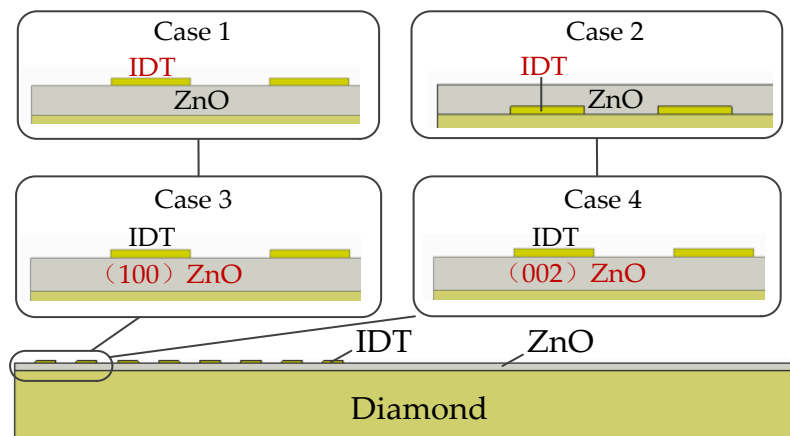 Case 1
IDT
ZnO
Case 2
IDT
ZnO
Case 3
IDT
（100）ZnO
Case 4
IDT
（002）ZnO
IDT
ZnO
Diamond